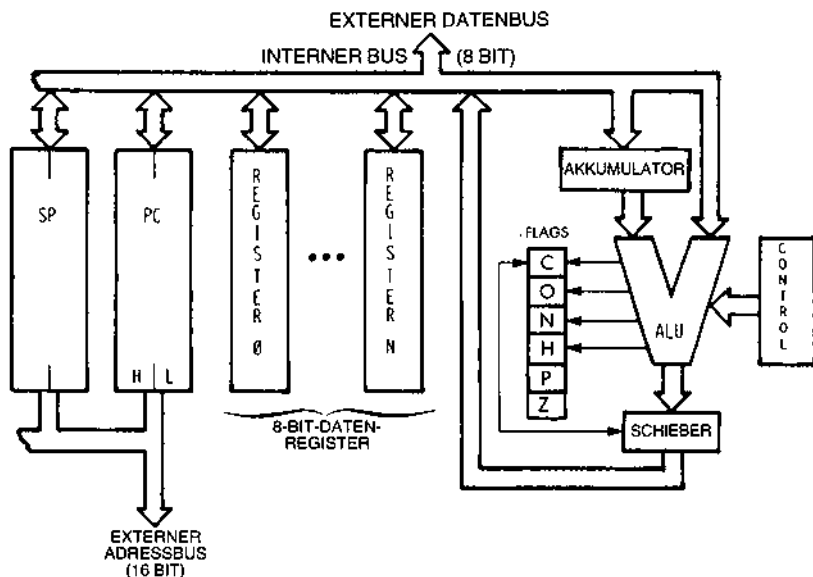 EXTERNER DATENBUS
INTERNER BUS (8 BIT)
AKKUMULATOR
SP
PC
REGISTER Ø
•••
REGISTER N
FLAGS
C
O
N
H
P
Z
ALU
CONTROL
H L
8-BIT-DATEN-
REGISTER
SCHIEBER
EXTERNER
ADRESSBUS
(16 BIT)